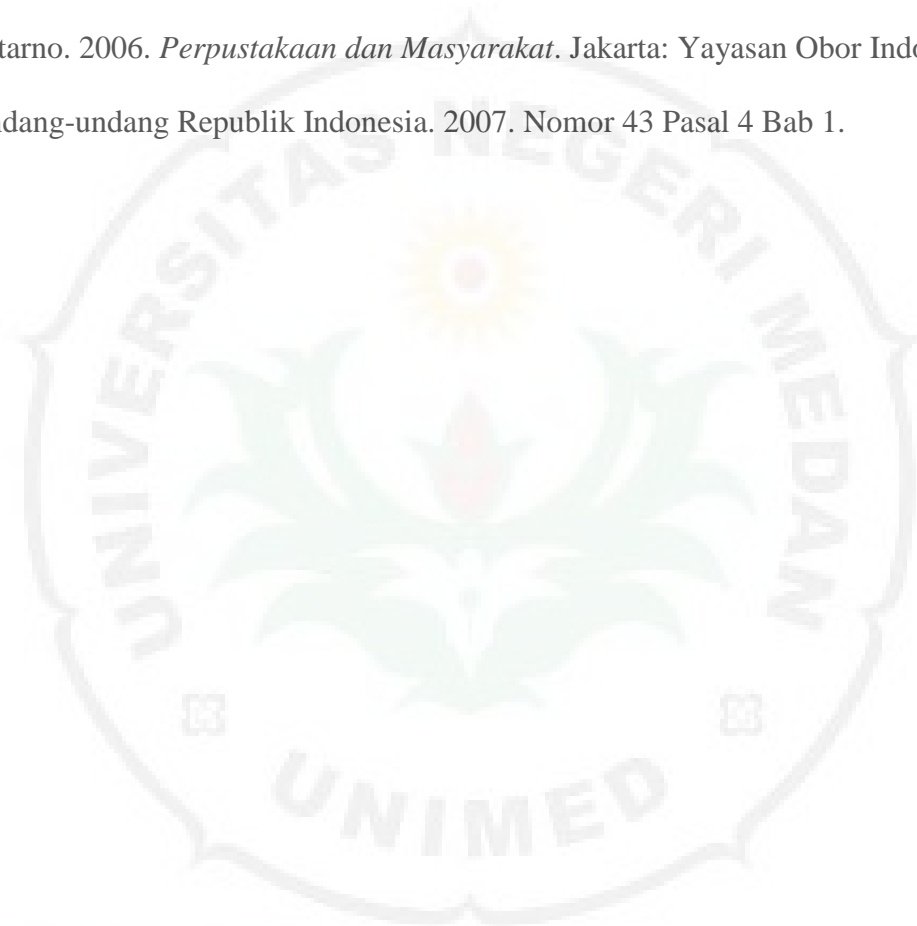 tarno. 2006. Perpustakaan dan Masyarakat. Jakarta: Yayasan Obor Indo
ndang-undang Republik Indonesia. 2007. Nomor 43 Pasal 4 Bab 1.
UNIVERSITAS NEGERI MEDAN
UNIMED